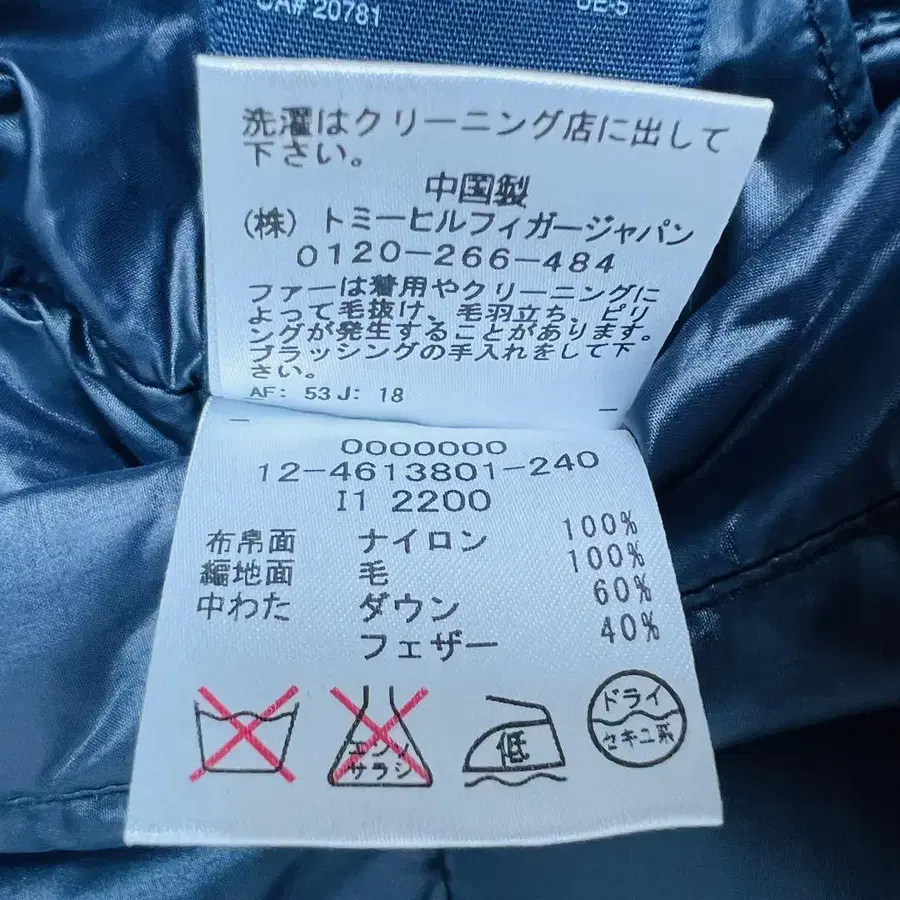 CA# 20781
洗濯はクリーニング店に出して
下さい。
中国製
(株) トミーヒルフィガージャパン
0120-266-484
ファーは着用やクリーニングに
よって毛抜け、毛羽立ち、ピリ
ングが発生することがあります。
ブラッシングの手入れをして下
さい。
AF: 53 J: 18
0000000
12-4613801-240
I1 2200
布帛面 ナイロン 100%
編地面 毛 100%
中わた ダウン 60%
フェザー 40%
エンソ
サラシ
低
ドライ
セキユ系